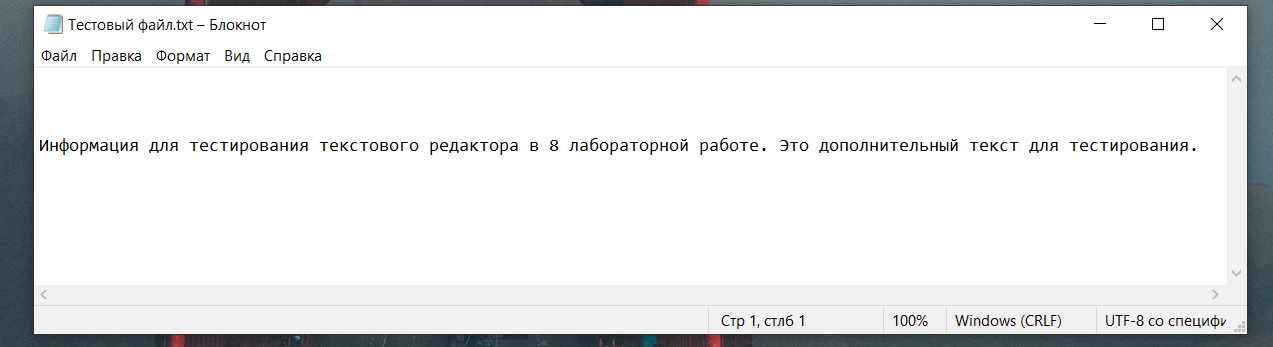 Тестовый файл.txt – Блокнот
Файл Правка Формат Вид Справка
Информация для тестирования текстового редактора в 8 лабораторной работе. Это дополнительный текст для тестирования.
Стр 1, стлб 1 100% Windows (CRLF) UTF-8 со специфи